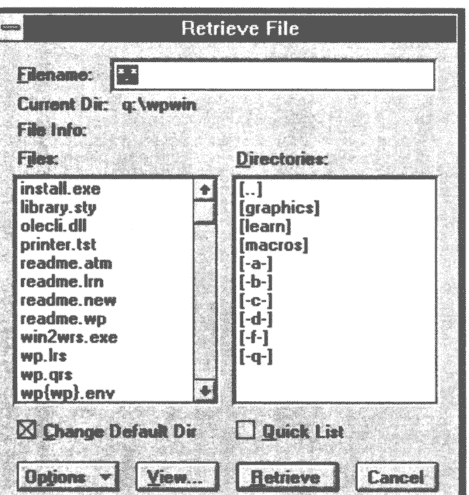 Retrieve File
Filename: *.*
Current Dir: q:\wpwin
File Info:
Files:
install.exe
library.sty
olecli.dll
printer.tst
readme.atm
readme.lrn
readme.new
readme.wp
win2wrs.exe
wp.lrs
wp.qrs
wp{wp}.env
Directories:
[..]
[graphics]
[learn]
[macros]
[-a-]
[-b-]
[-c-]
[-d-]
[-f-]
[-q-]
Change Default Dir
Quick List
Options
View...
Retrieve
Cancel